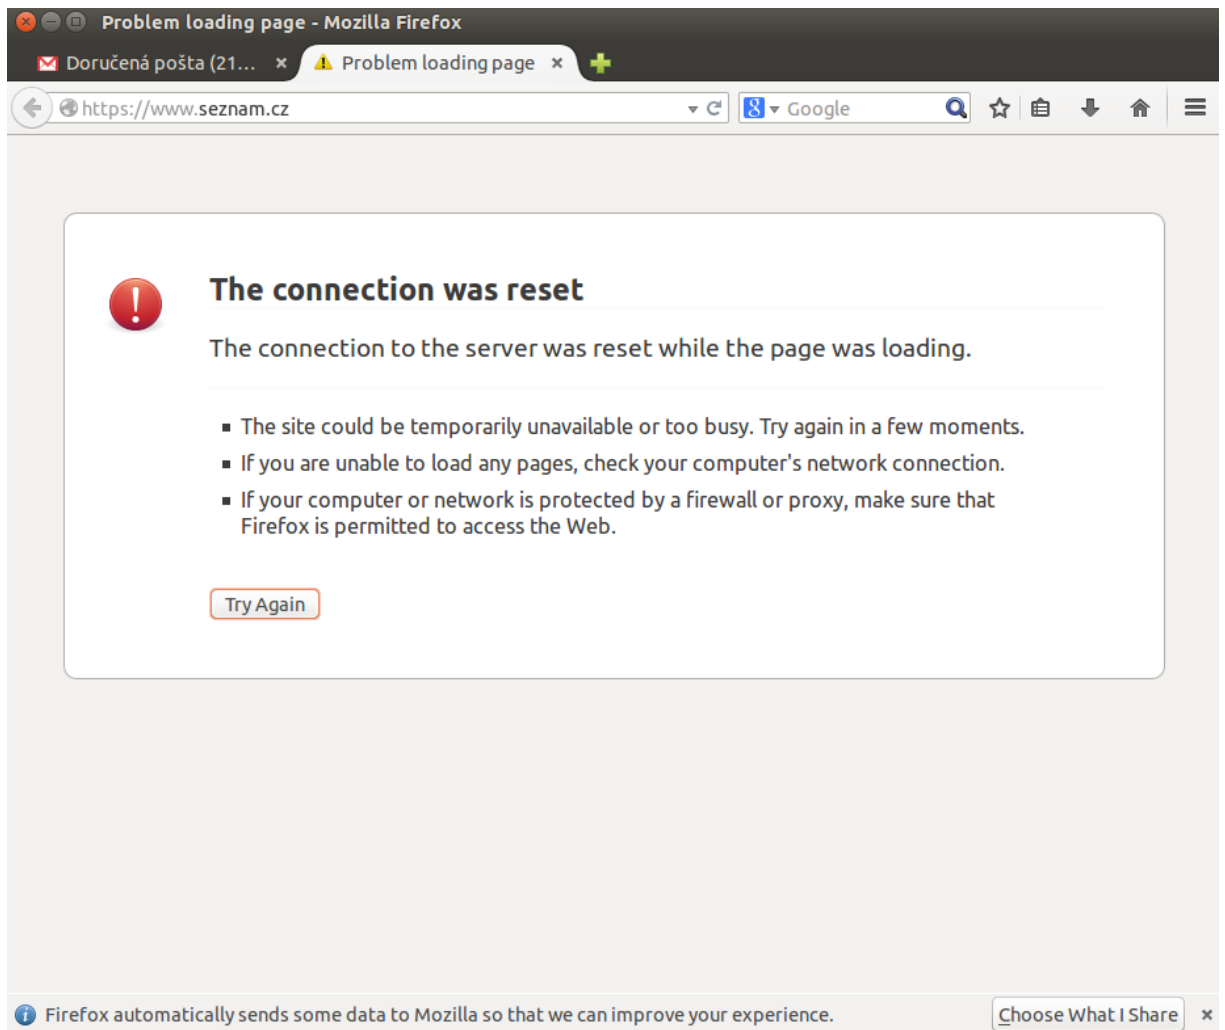 Problem loading page - Mozilla Firefox
Doručená pošta (21… Problem loading page
https://www.seznam.cz Google
The connection was reset
The connection to the server was reset while the page was loading.
The site could be temporarily unavailable or too busy. Try again in a few moments.
If you are unable to load any pages, check your computer's network connection.
If your computer or network is protected by a firewall or proxy, make sure that
Firefox is permitted to access the Web.
Try Again
Firefox automatically sends some data to Mozilla so that we can improve your experience. Choose What I Share